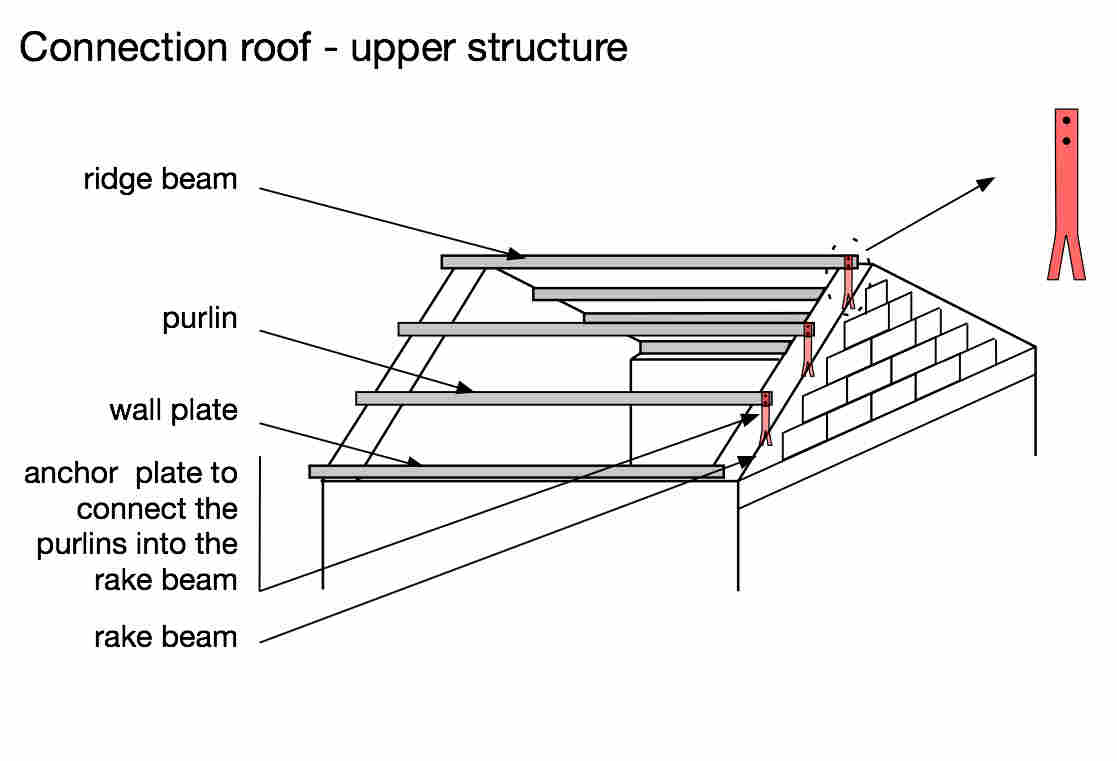 Connection roof - upper structure
ridge beam
purlin
wall plate
anchor plate to
connect the
purlins into the
rake beam
rake beam